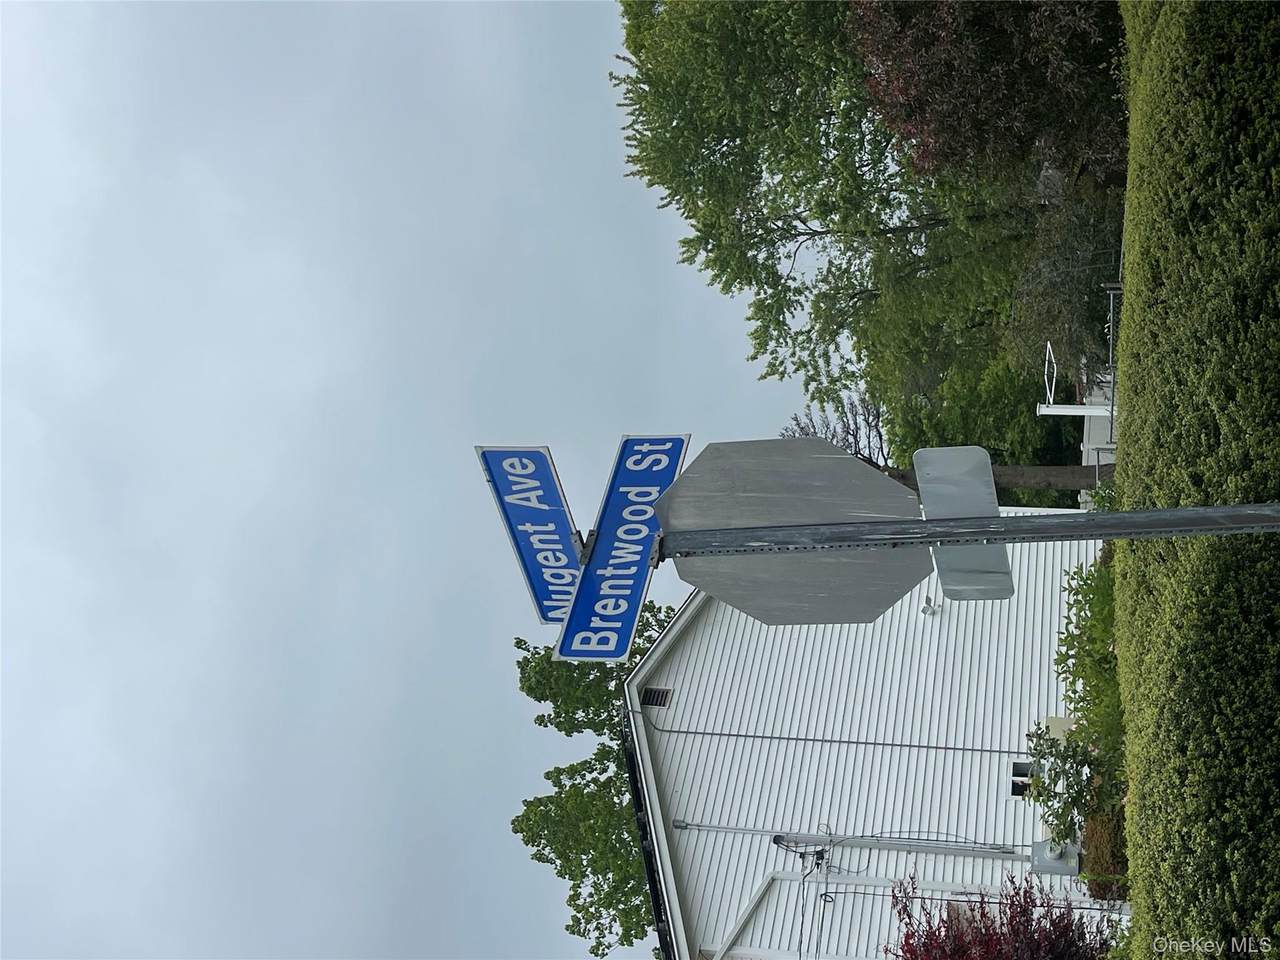 Nugent Ave
Brentwood St
OneKey MLS